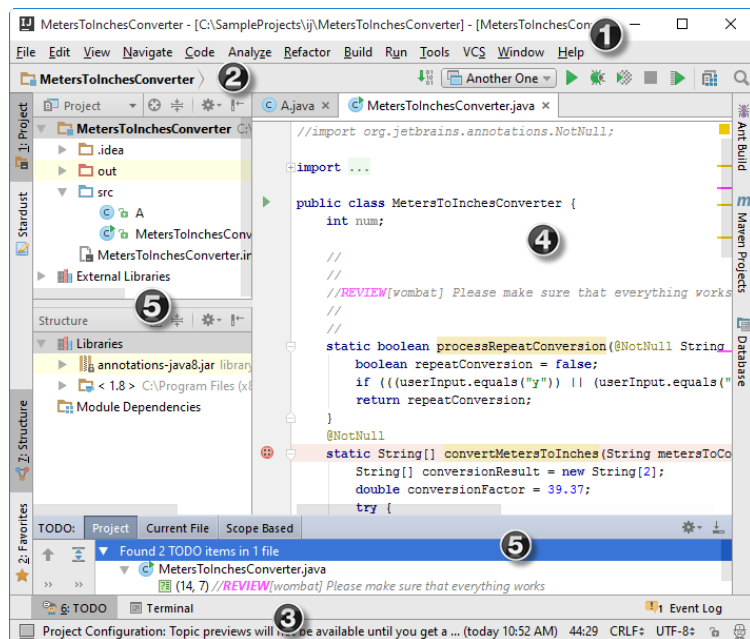 MetersToInchesConverter - [C:\SampleProjects\ij\MetersToInchesConverter] - [MetersToInchesConv
1
File Edit View Navigate Code Analyze Refactor Build Run Tools VCS Window Help
MetersToInchesConverter
2
Another One
1: Project
Stardust
7: Structure
2: Favorites
Project
MetersToInchesConverter C:\
.idea
out
src
A
MetersToInchesConv
MetersToInchesConverter.in
External Libraries
5
Structure
Libraries
annotations-java8.jar library
< 1.8 > C:\Program Files (x8
Module Dependencies
A.java
MetersToInchesConverter.java
//import org.jetbrains.annotations.NotNull;
import ...
public class MetersToInchesConverter {
int num;
4
//
//
//REVIEW[wombat] Please make sure that everything works
//
//
static boolean processRepeatConversion(@NotNull String
boolean repeatConversion = false;
if (((userInput.equals("y")) || (userInput.equals("
return repeatConversion;
}
@NotNull
static String[] convertMetersToInches(String metersToCo
String[] conversionResult = new String[2];
double conversionFactor = 39.37;
try {
Ant Build
Maven Projects
Database
TODO: Project Current File Scope Based
5
Found 2 TODO items in 1 file
MetersToInchesConverter.java
(14, 7) //REVIEW[wombat] Please make sure that everything works
6: TODO Terminal
1 Event Log
3
Project Configuration: Topic previews will be available until you get a ... (today 10:52 AM) 44:29 CRLF UTF-8